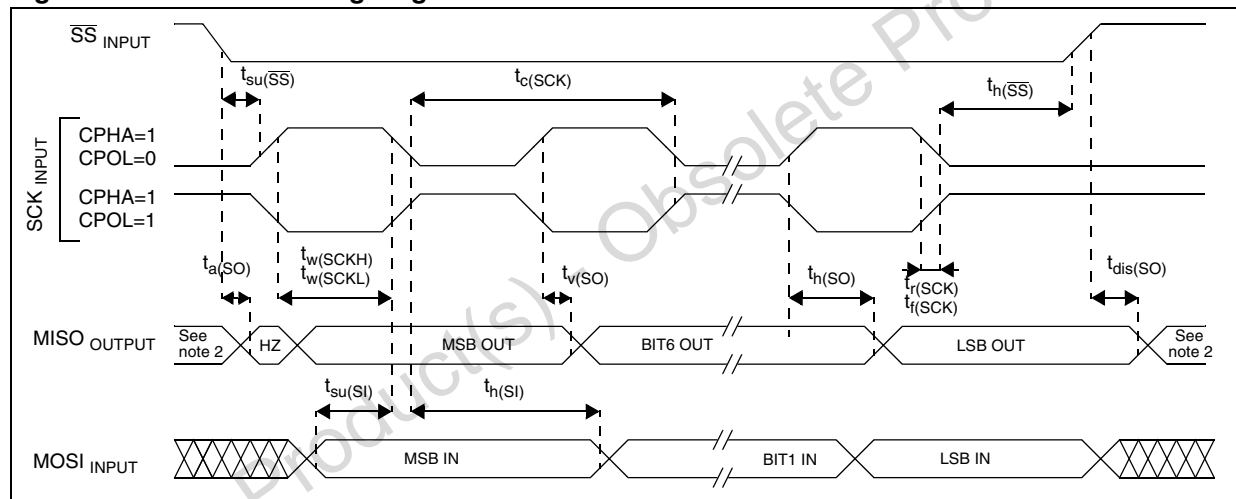 SS INPUT
tsu(SS)
tc(SCK)
th(SS)
SCK INPUT
CPHA=1
CPOL=0
CPHA=1
CPOL=1
ta(SO)
tw(SCKH)
tw(SCKL)
tv(SO)
th(SO)
tr(SCK)
tf(SCK)
tdis(SO)
MISO OUTPUT
See
note 2
HZ
MSB OUT
BIT6 OUT
LSB OUT
See
note 2
tsu(SI)
th(SI)
MOSI INPUT
MSB IN
BIT1 IN
LSB IN
Product(s) - Obsolete